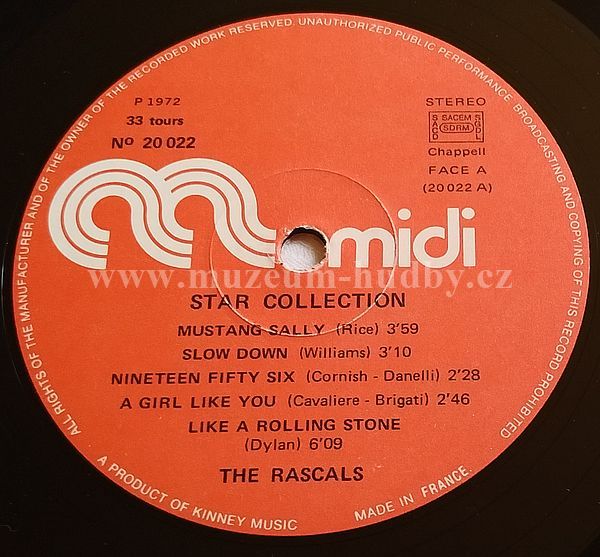 ALL RIGHTS OF THE MANUFACTURER AND OF THE OWNER OF THE RECORDED WORK RESERVED. UNAUTHORIZED PUBLIC PERFORMANCE BROADCASTING AND COPYING OF THIS RECORD PROHIBITED
P 1972
33 tours
Nº 20 022
STEREO
SACD SACEM SDRM SGDL
Chappell
FACE A
(20 022 A)
midi
www.muzeum-hudby.cz
STAR COLLECTION
MUSTANG SALLY (Rice) 3'59
SLOW DOWN (Williams) 3'10
NINETEEN FIFTY SIX (Cornish - Danelli) 2'28
A GIRL LIKE YOU (Cavaliere - Brigati) 2'46
LIKE A ROLLING STONE
(Dylan) 6'09
THE RASCALS
A PRODUCT OF KINNEY MUSIC
MADE IN FRANCE.